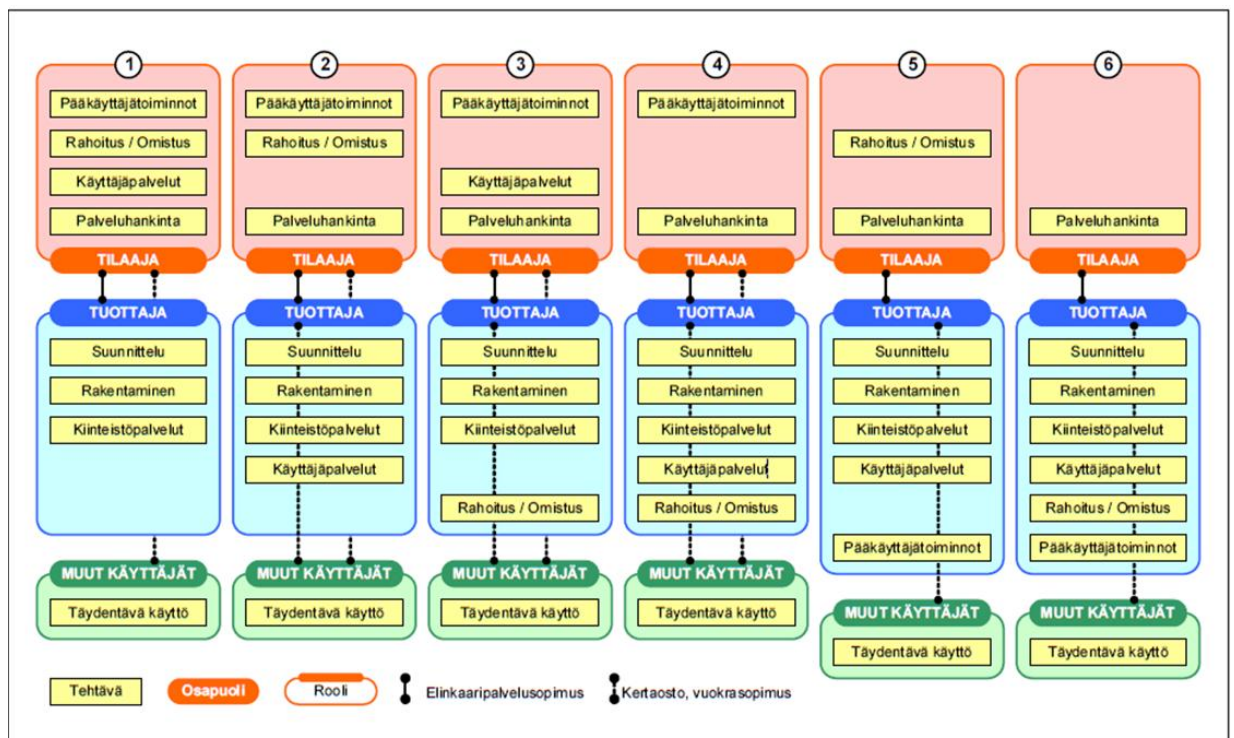 1
Pääkäyttäjätoiminnot
Rahoitus / Omistus
Käyttäjäpalvelut
Palveluhankinta
TILAAJA
TUOTTAJA
Suunnittelu
Rakentaminen
Kiinteistöpalvelut
MUUT KÄYTTÄJÄT
Täydentävä käyttö
2
Pääkäyttäjätoiminnot
Rahoitus / Omistus
Palveluhankinta
TILAAJA
TUOTTAJA
Suunnittelu
Rakentaminen
Kiinteistöpalvelut
Käyttäjäpalvelut
MUUT KÄYTTÄJÄT
Täydentävä käyttö
3
Pääkäyttäjätoiminnot
Käyttäjäpalvelut
Palveluhankinta
TILAAJA
TUOTTAJA
Suunnittelu
Rakentaminen
Kiinteistöpalvelut
Rahoitus / Omistus
MUUT KÄYTTÄJÄT
Täydentävä käyttö
4
Pääkäyttäjätoiminnot
Palveluhankinta
TILAAJA
TUOTTAJA
Suunnittelu
Rakentaminen
Kiinteistöpalvelut
Käyttäjäpalvelut
Rahoitus / Omistus
MUUT KÄYTTÄJÄT
Täydentävä käyttö
5
Rahoitus / Omistus
Palveluhankinta
TILAAJA
TUOTTAJA
Suunnittelu
Rakentaminen
Kiinteistöpalvelut
Käyttäjäpalvelut
Pääkäyttäjätoiminnot
MUUT KÄYTTÄJÄT
Täydentävä käyttö
6
Palveluhankinta
TILAAJA
TUOTTAJA
Suunnittelu
Rakentaminen
Kiinteistöpalvelut
Käyttäjäpalvelut
Rahoitus / Omistus
Pääkäyttäjätoiminnot
MUUT KÄYTTÄJÄT
Täydentävä käyttö
Tehtävä
Osapuoli
Rooli
Elinkaaripalvelusopimus
Kertaosto, vuokrasopimus